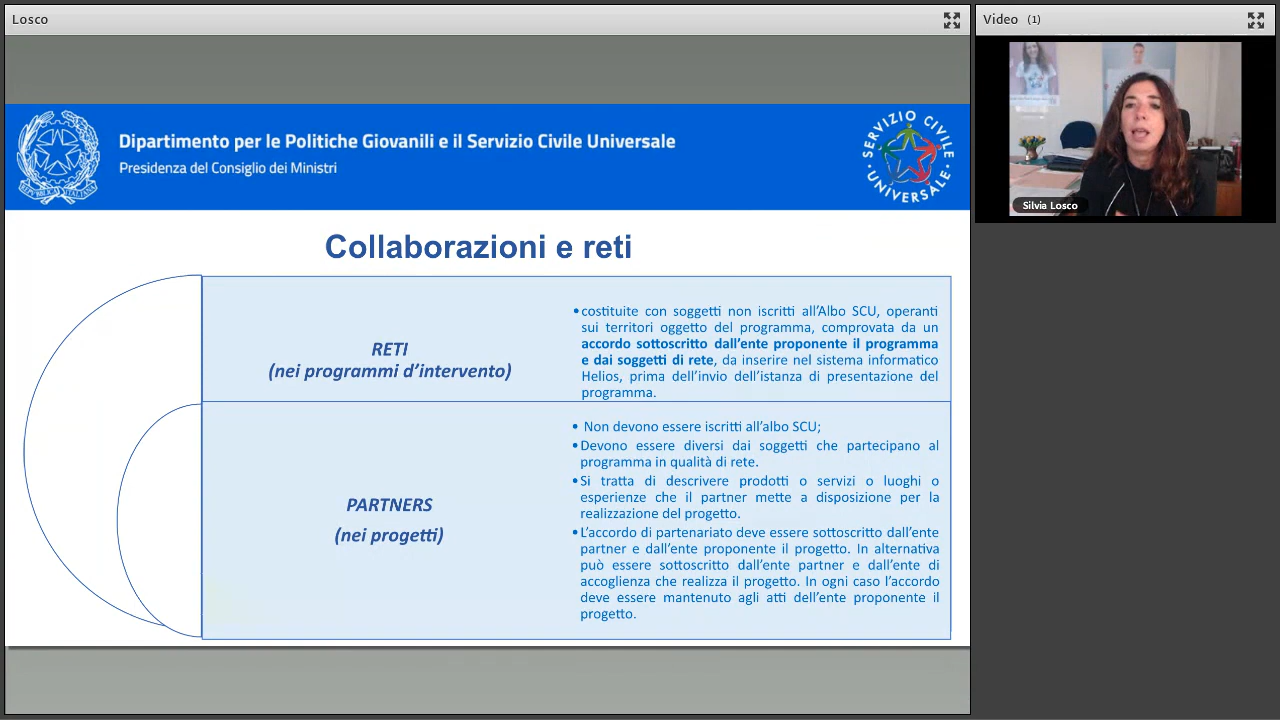 Losco
Video (1)
Dipartimento per le Politiche Giovanili e il Servizio Civile Universale
Presidenza del Consiglio dei Ministri
SERVIZIO CIVILE
UNIVERSALE
Silvia Losco
Collaborazioni e reti
RETI
(nei programmi d’intervento)
•costituite con soggetti non iscritti all’Albo SCU, operanti
sui territori oggetto del programma, comprovata da un
accordo sottoscritto dall’ente proponente il programma
e dai soggetti di rete, da inserire nel sistema informatico
Helios, prima dell’invio dell’istanza di presentazione del
programma.
PARTNERS
(nei progetti)
• Non devono essere iscritti all’albo SCU;
•Devono essere diversi dai soggetti che partecipano al
programma in qualità di rete.
•Si tratta di descrivere prodotti o servizi o luoghi o
esperienze che il partner mette a disposizione per la
realizzazione del progetto.
•L’accordo di partenariato deve essere sottoscritto dall’ente
partner e dall’ente proponente il progetto. In alternativa
può essere sottoscritto dall’ente partner e dall’ente di
accoglienza che realizza il progetto. In ogni caso l’accordo
deve essere mantenuto agli atti dell’ente proponente il
progetto.